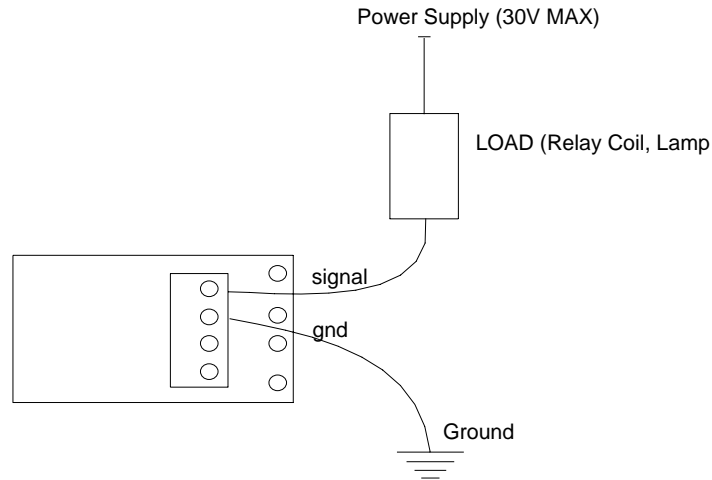 Power Supply (30V MAX)
LOAD (Relay Coil, Lamp
signal
gnd
Ground